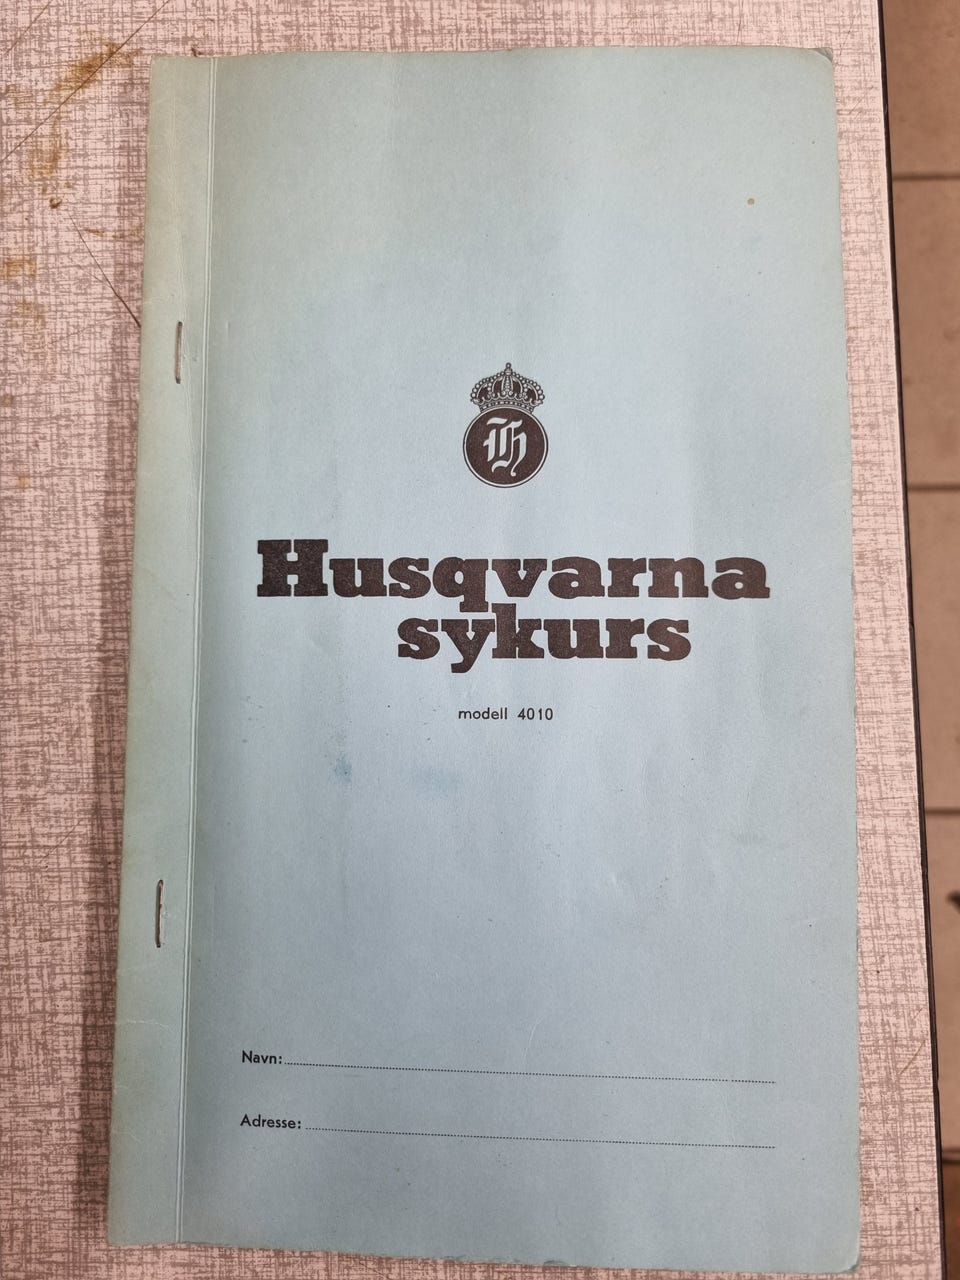 H
Husqvarna
sykurs
modell 4010
Navn:
Adresse: